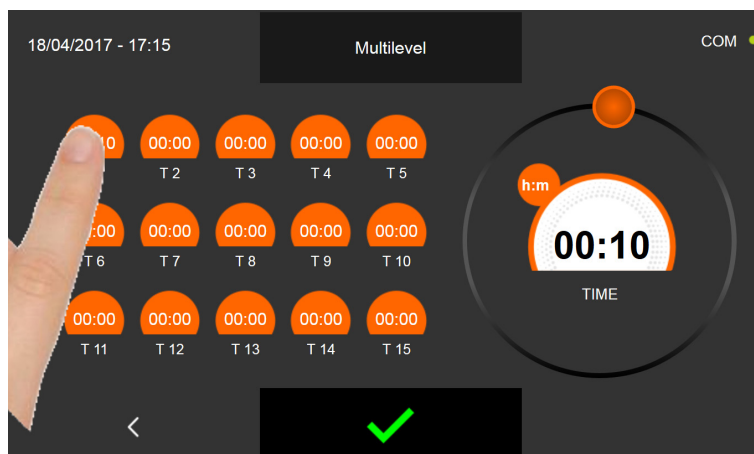 18/04/2017 - 17:15
Multilevel
COM
00:00
00:00
00:00
00:00
T 2
T 3
T 4
T 5
h:m
00:10
TIME
00:00
00:00
00:00
00:00
T 6
T 7
T 8
T 9
T 10
00:00
00:00
00:00
00:00
00:00
T 11
T 12
T 13
T 14
T 15